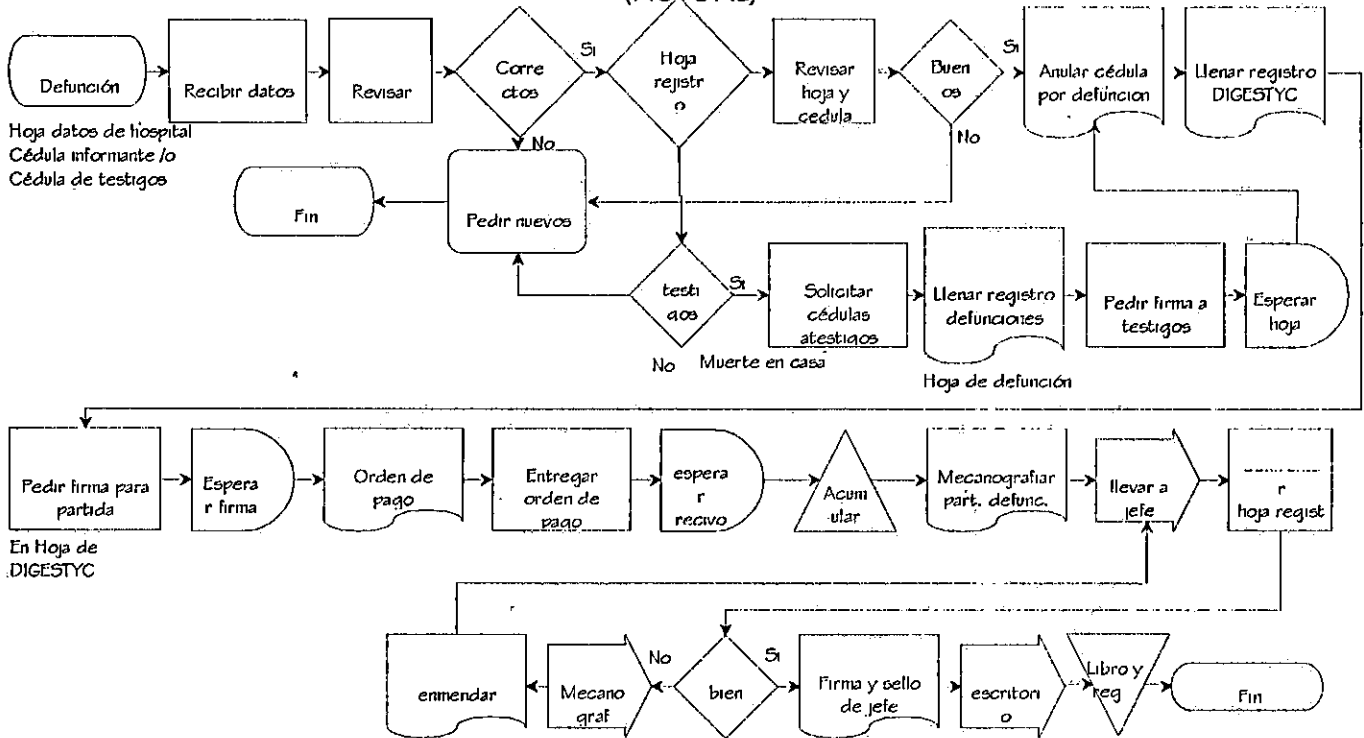 Si
Si
Defunción
Recibir datos
Revisar
Corre
ctos
Hoja
rejistr
o
Revisar
hoja y
cedula
Buen
os
Anular cédula
por defuncion
Llenar registro
DIGESTYC
No
No
Hoja datos de hospital
Cédula informante /o
Cédula de testigos
Fin
Pedir nuevos
testi
gos
Si
Solicitar
cédulas
atestigos
Llenar registro
defunciones
Pedir firma a
testigos
Esperar
hoja
No
Muerte en casa
Hoja de defunción
Pedir firma para
partida
Espera
r firma
Orden de
pago
Entregar
orden de
pago
espera
r
recivo
Acum
ular
Mecanografiar
part. defunc.
llevar a
jefe
r
hoja regist
En Hoja de
DIGESTYC
enmendar
Mecano
graf
No
bien
Si
Firma y sello
de jefe
escritori
o
Libro y
reg
Fin